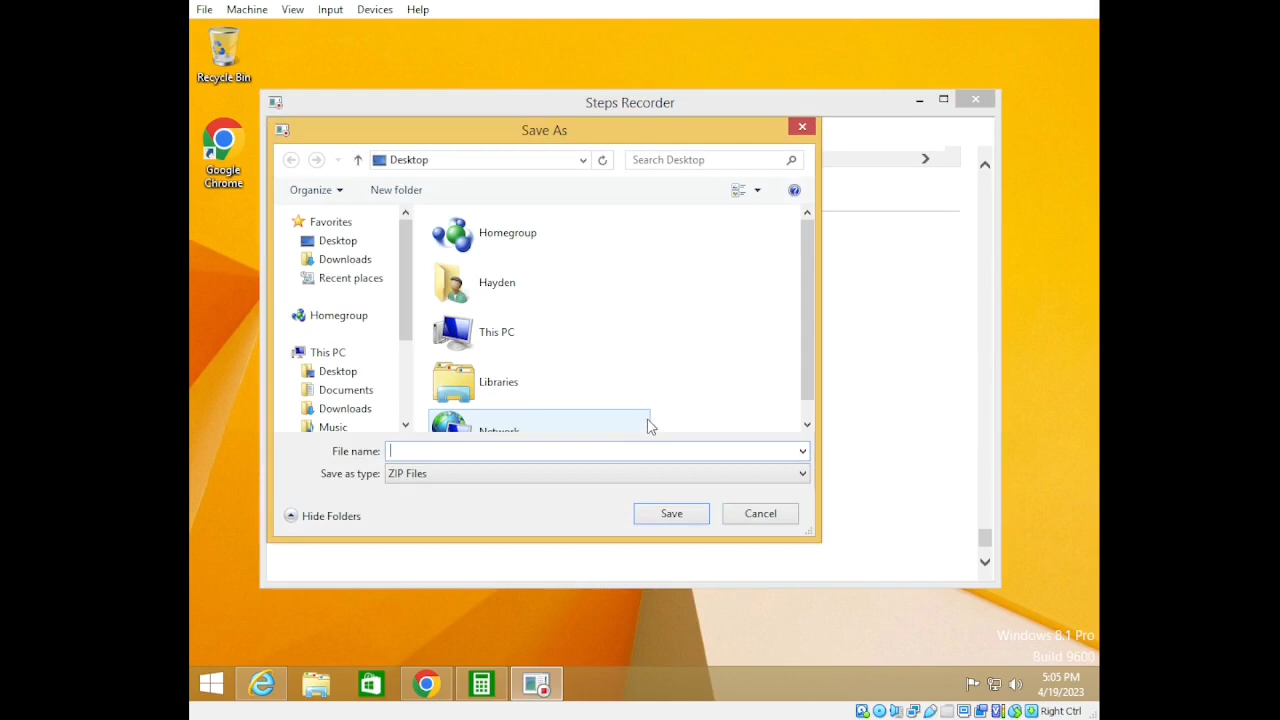 File Machine View Input Devices Help
Recycle Bin
Google
Chrome
Steps Recorder
Save As
Desktop
Search Desktop
Organize New folder
Favorites
Desktop
Downloads
Recent places
Homegroup
This PC
Desktop
Documents
Downloads
Music
Homegroup
Hayden
This PC
Libraries
Network
File name:
Save as type: ZIP Files
Hide Folders Save Cancel
Windows 8.1 Pro
Build 9600
5:05 PM
4/19/2023
Right Ctrl